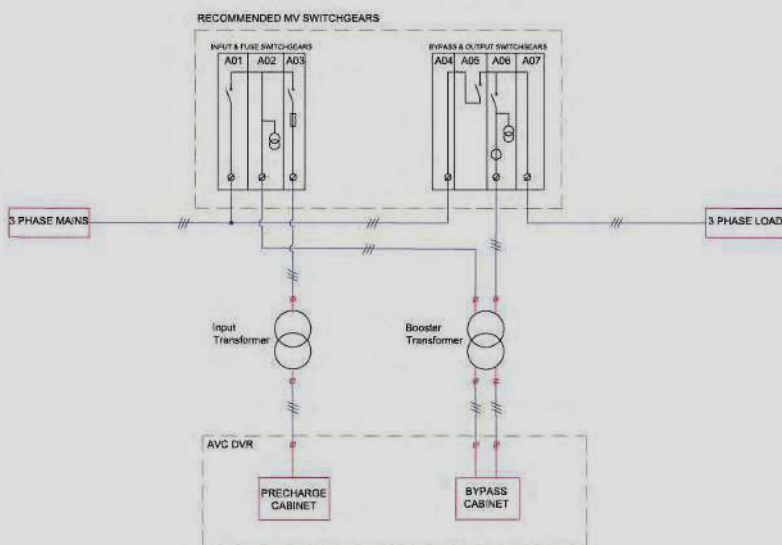 RECOMMENDED MV SWITCHGEARS
INPUT & FUSE SWITCHGEARS
BYPASS & OUTPUT SWITCHGEARS
A01 A02 A03
A04 A05 A06 A07
3 PHASE MAINS
3 PHASE LOAD
Input
Transformer
Booster
Transformer
AVC DVR
PRECHARGE
CABINET
BYPASS
CABINET